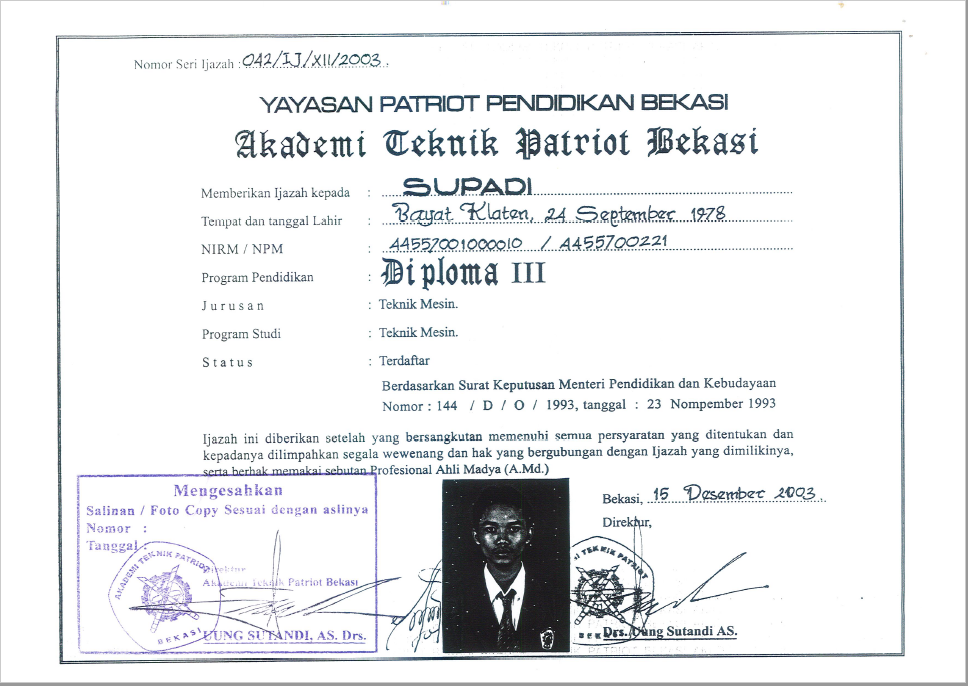 Nomor Seri Ijazah : 042/IJ/XII/2003.
YAYASAN PATRIOT PENDIDIKAN BEKASI
Akademi Teknik Patriot Bekasi
Memberikan Ijazah kepada : SUPADI
Tempat dan tanggal Lahir : Bayat Klaten, 24 September 1978
NIRM / NPM : A4557001000010 / A455700221
Program Pendidikan : Diploma III
Jurusan : Teknik Mesin.
Program Studi : Teknik Mesin.
Status : Terdaftar
Berdasarkan Surat Keputusan Menteri Pendidikan dan Kebudayaan
Nomor : 144 / D / O / 1993, tanggal : 23 Nompember 1993
Ijazah ini diberikan setelah yang bersangkutan memenuhi semua persyaratan yang ditentukan dan
kepadanya dilimpahkan segala wewenang dan hak yang bergubungan dengan Ijazah yang dimilikinya,
serta berhak memakai sebutan Profesional Ahli Madya (A.Md.)
Mengesahkan
Salinan / Foto Copy Sesuai dengan aslinya
Nomor :
Tanggal :
Direktur
Akademi Teknik Patriot Bekasi
AKADEMI TEKNIK PATRIOT
BEKASI
UUNG SUTANDI, AS, Drs.
Bekasi, 15 Desember 2003.
Direktur,
Drs. Uung Sutandi AS.